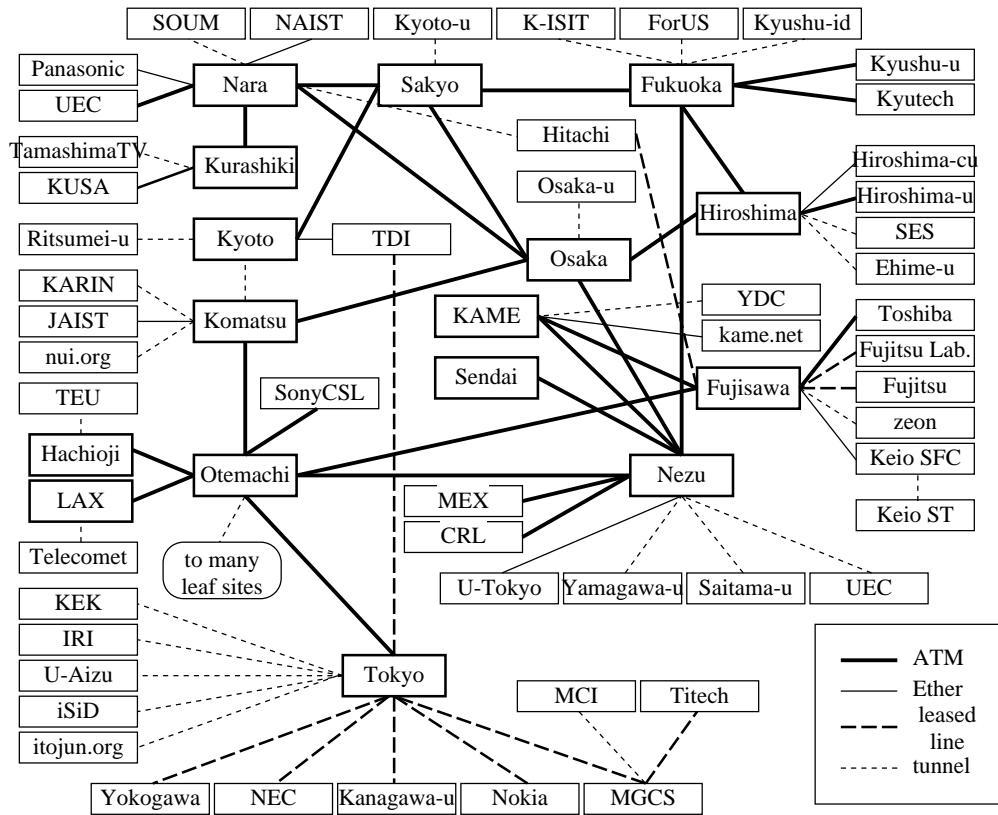 SOUM
NAIST
Kyoto-u
K-ISIT
ForUS
Kyushu-id
Panasonic
UEC
Nara
Sakyo
Fukuoka
Kyushu-u
Kyutech
TamashimaTV
KUSA
Kurashiki
Hitachi
Osaka-u
Hiroshima-cu
Hiroshima-u
SES
Ehime-u
Hiroshima
Ritsumei-u
Kyoto
TDI
Osaka
KARIN
JAIST
nui.org
Komatsu
KAME
YDC
kame.net
Toshiba
Fujitsu Lab.
Fujitsu
zeon
Keio SFC
Keio ST
Sendai
Fujisawa
TEU
SonyCSL
Hachioji
LAX
Otemachi
Nezu
MEX
CRL
Telecomet
to many
leaf sites
U-Tokyo
Yamagawa-u
Saitama-u
UEC
KEK
IRI
U-Aizu
iSiD
itojun.org
Tokyo
MCI
Titech
ATM
Ether
leased
line
tunnel
Yokogawa
NEC
Kanagawa-u
Nokia
MGCS